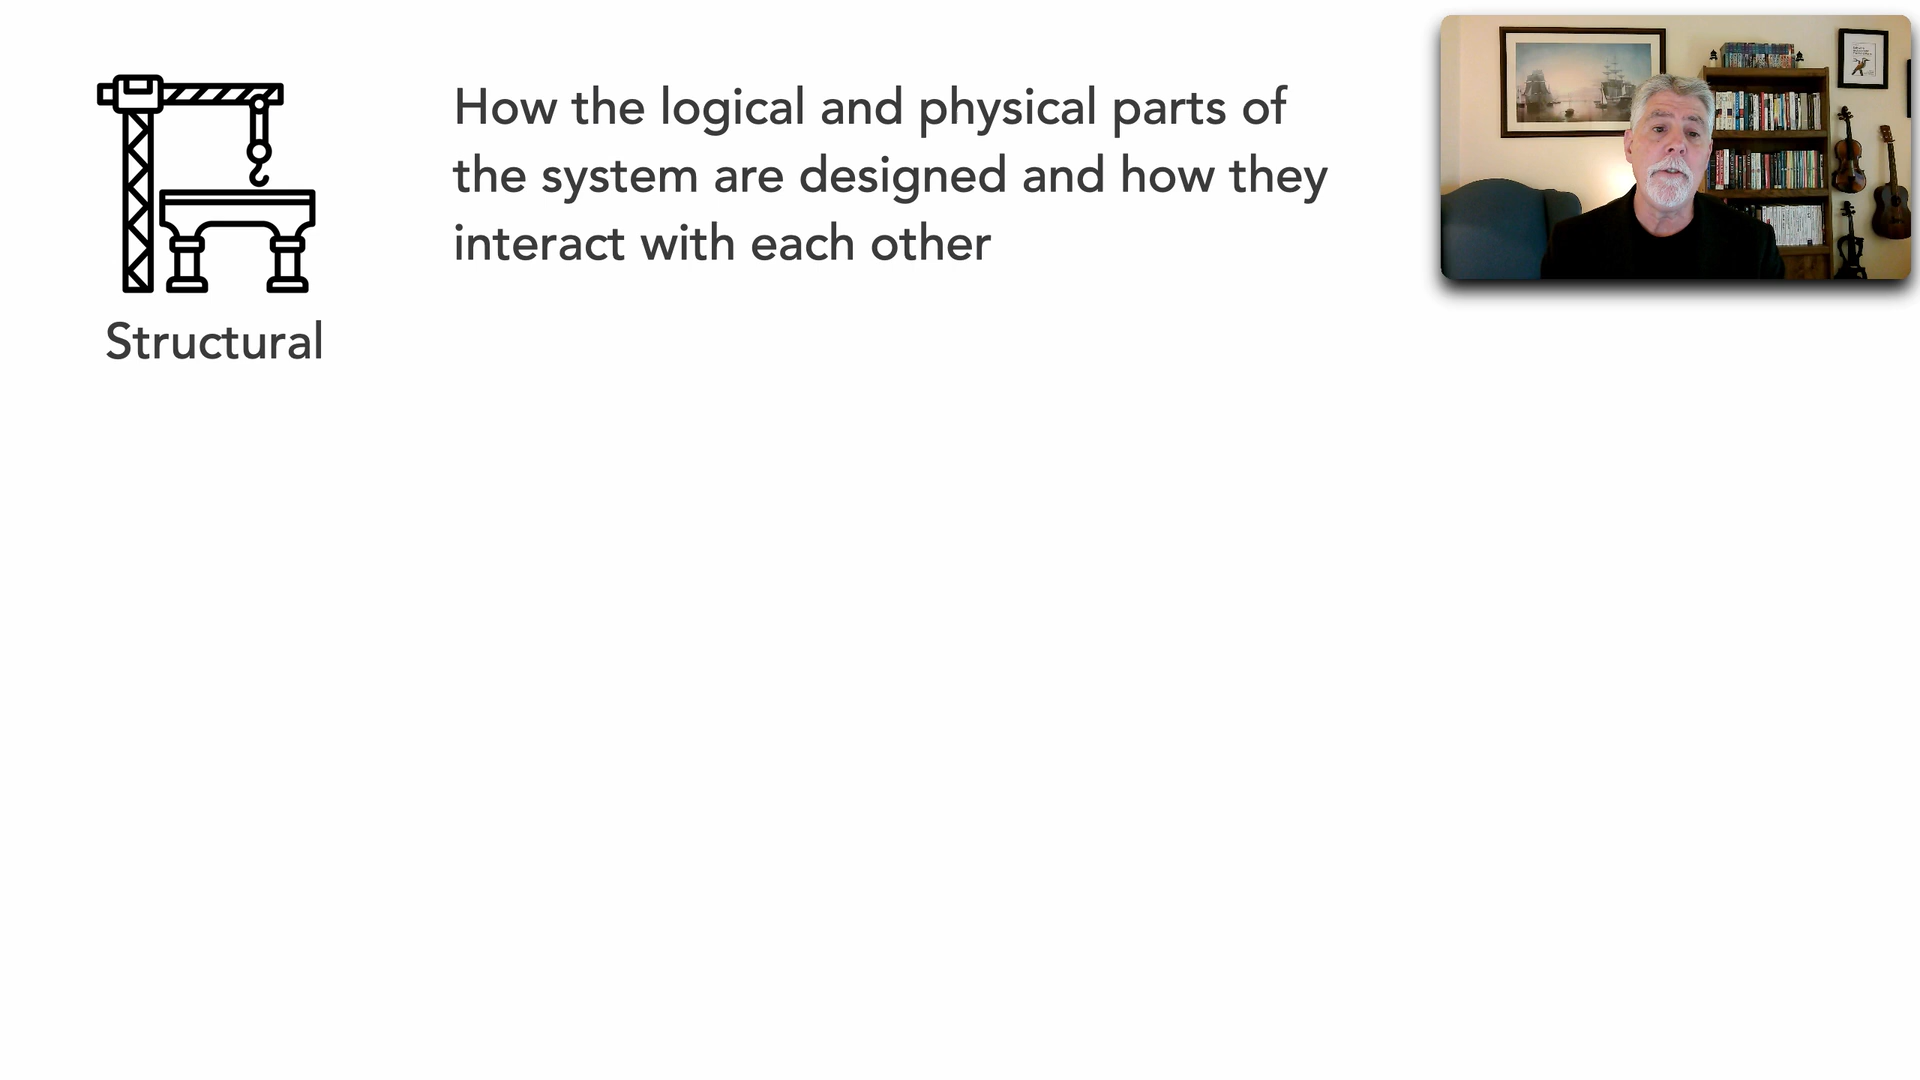 How the logical and physical parts of
the system are designed and how they
interact with each other
Structural